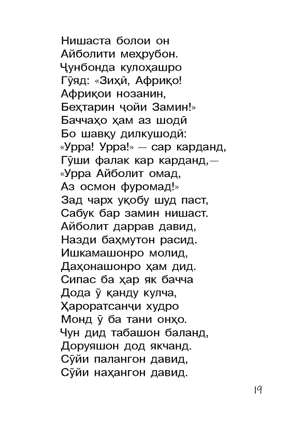 Нишаста болои он
Айболити меҳрубон.
Ҷунбонда кулоҳашро
Гӯяд: «Зиҳӣ, Африқо!
Африқои нозанин,
Беҳтарин ҷойи Замин!»
Баччаҳо ҳам аз шодӣ
Бо шавқу дилкушодӣ:
«Урра! Урра!» — сар карданд,
Гӯши фалак кар карданд,—
«Урра Айболит омад,
Аз осмон фуромад!»
Зад чарх уқобу шуд паст,
Сабук бар замин нишаст.
Айболит даррав давид,
Назди баҳмутон расид.
Ишкамашонро молид,
Даҳонашонро ҳам дид.
Сипас ба ҳар як бачча
Дода ӯ қанду кулча,
Ҳароратсанҷи худро
Монд ӯ ба тани онҳо.
Чун дид табашон баланд,
Доруяшон дод якчанд.
Сӯйи палангон давид,
Сӯйи наҳангон давид.
19